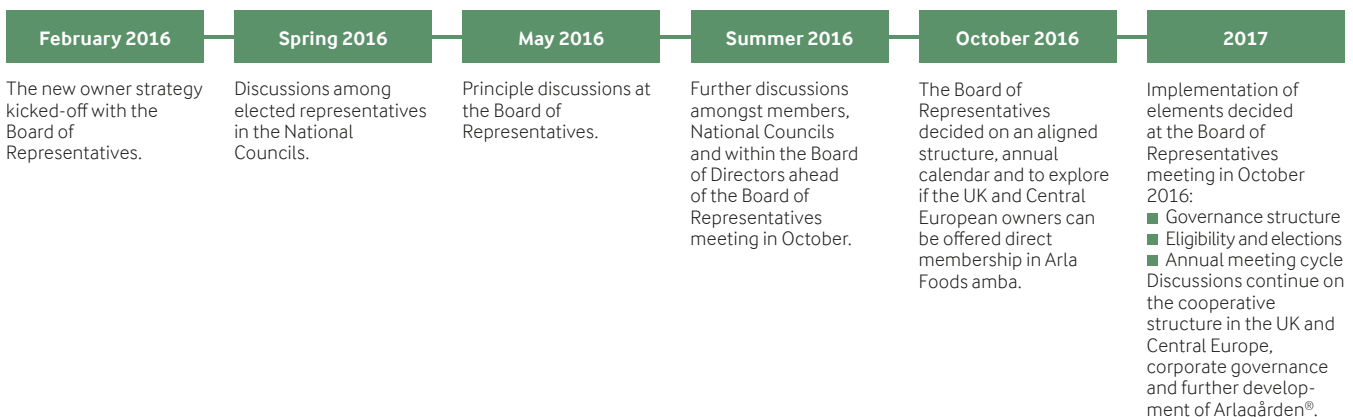 February 2016
The new owner strategy
kicked-off with the
Board of
Representatives.
Spring 2016
Discussions among
elected representatives
in the National
Councils.
May 2016
Principle discussions at
the Board of
Representatives.
Summer 2016
Further discussions
amongst members,
National Councils
and within the Board
of Directors ahead
of the Board of
Representatives
meeting in October.
October 2016
The Board of
Representatives
decided on an aligned
structure, annual
calendar and to explore
if the UK and Central
European owners can
be offered direct
membership in Arla
Foods amba.
2017
Implementation of
elements decided
at the Board of
Representatives
meeting in October
2016:
■ Governance structure
■ Eligibility and elections
■ Annual meeting cycle
Discussions continue on
the cooperative
structure in the UK and
Central Europe,
corporate governance
and further develop-
ment of Arlagården®.